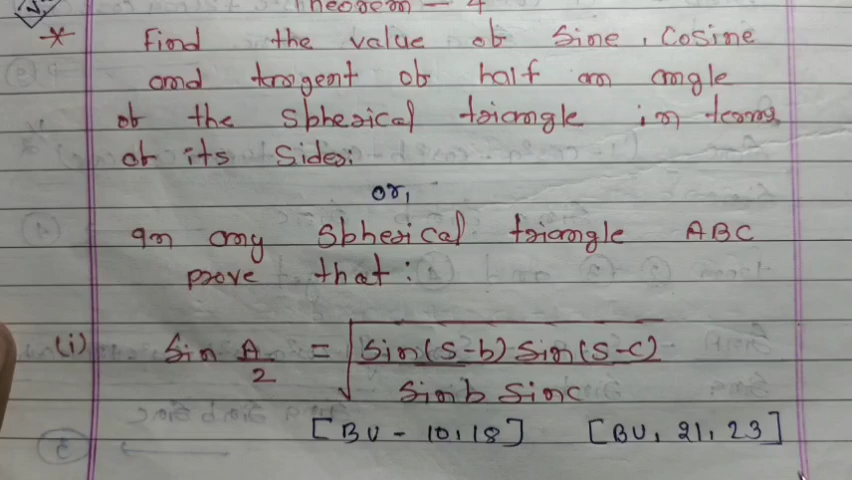 Theorem - 4
* Find the value of Sine, Cosine
and tangent of half an angle
of the Spherical triangle in terms
of its Sides:
or,
In any Spherical triangle ABC
prove that:
(i) Sin A/2 = √(Sin(S-b) Sin(S-c) / Sinb Sinc)
[BU - 10, 18] [BU, 21, 23]